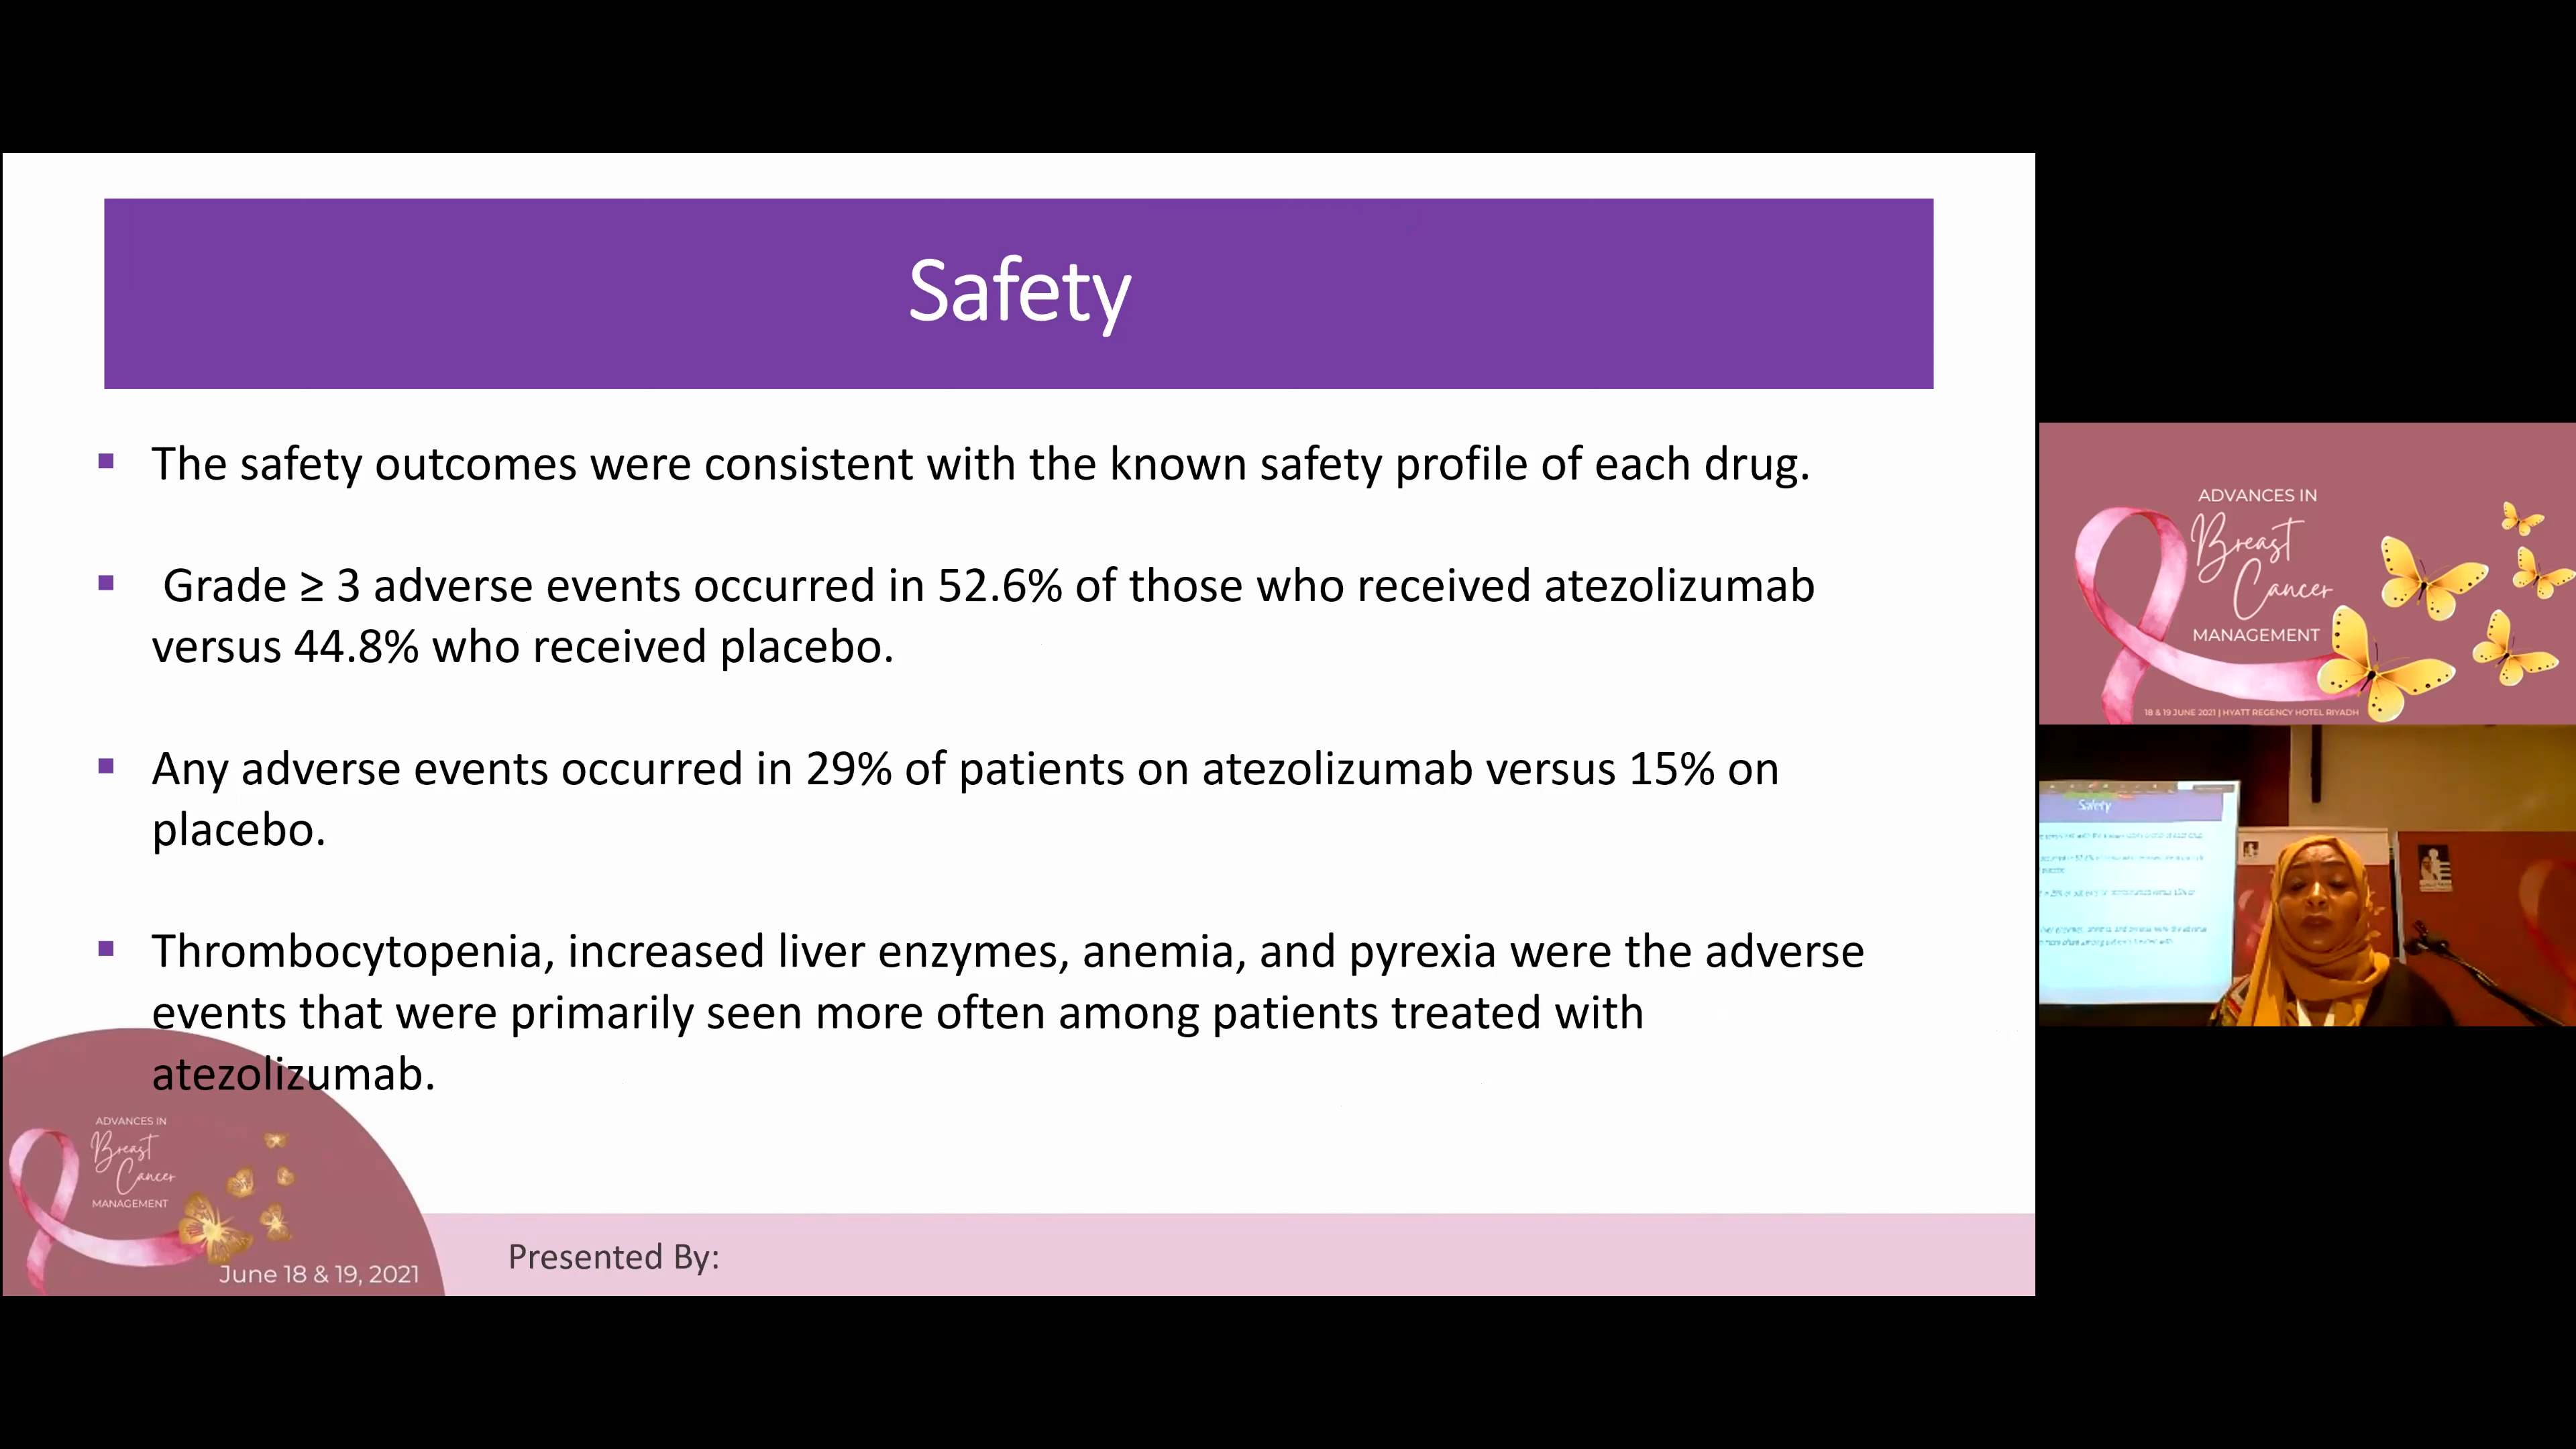 Safety
▪ The safety outcomes were consistent with the known safety profile of each drug.
▪ Grade ≥ 3 adverse events occurred in 52.6% of those who received atezolizumab
versus 44.8% who received placebo.
▪ Any adverse events occurred in 29% of patients on atezolizumab versus 15% on
placebo.
▪ Thrombocytopenia, increased liver enzymes, anemia, and pyrexia were the adverse
events that were primarily seen more often among patients treated with
atezolizumab.
ADVANCES IN
Breast
Cancer
MANAGEMENT
June 18 & 19, 2021
Presented By:
ADVANCES IN
Breast
Cancer
MANAGEMENT
18 & 19 JUNE 2021 | HYATT REGENCY HOTEL RIYADH
Safety